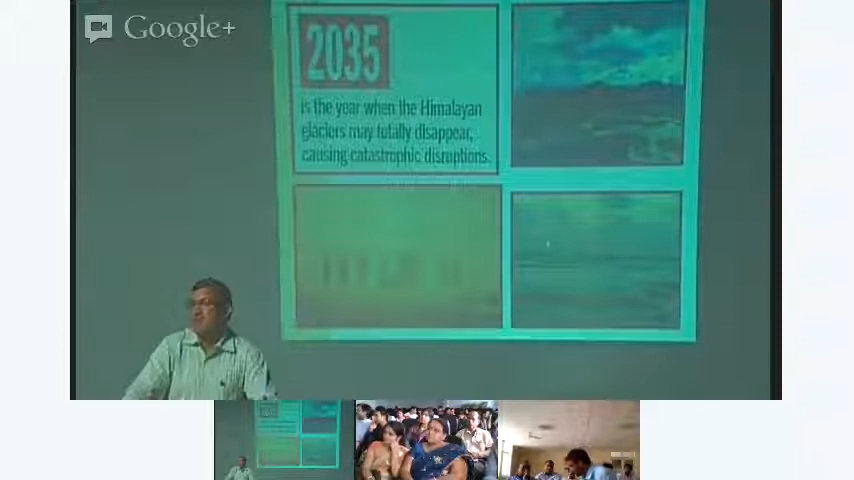 Google+
2035
is the year when the Himalayan
glaciers may totally disappear,
causing catastrophic disruptions.